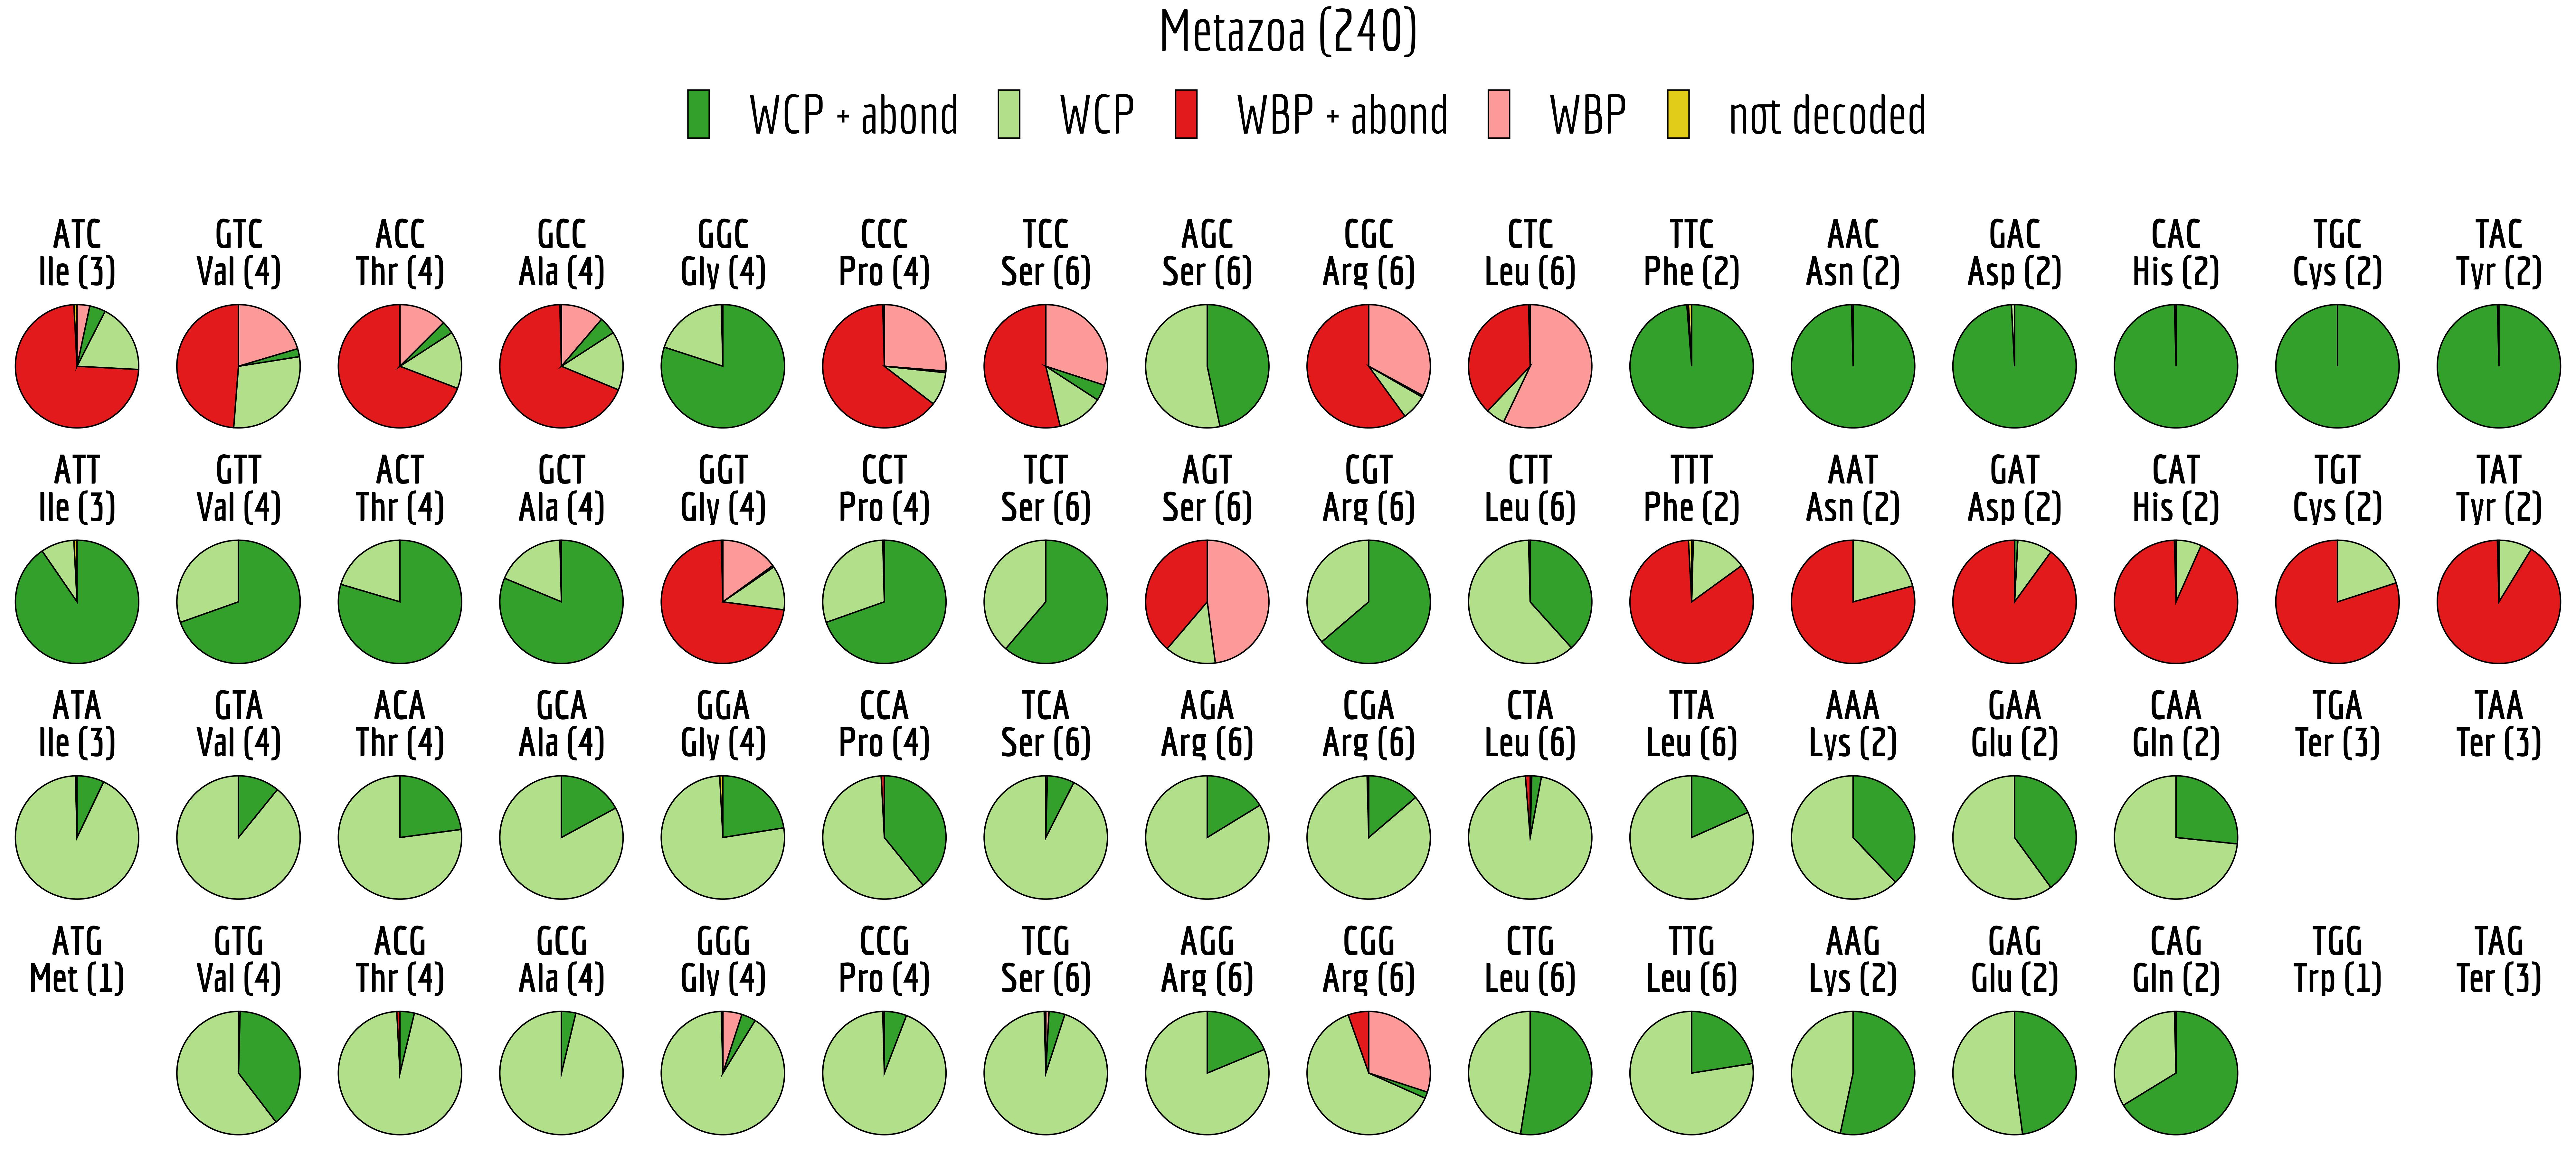 Metazoa (240)
WCP + abond WCP WBP + abond WBP not decoded
ATC GTC ACC GCC GGC CCC TCC AGC CGC CTC TTC AAC GAC CAC TGC TAC
Ile (3) Val (4) Thr (4) Ala (4) Gly (4) Pro (4) Ser (6) Ser (6) Arg (6) Leu (6) Phe (2) Asn (2) Asp (2) His (2) Cys (2) Tyr (2)
ATT GTT ACT GCT GGT CCT TCT AGT CGT CTT TTT AAT GAT CAT TGT TAT
Ile (3) Val (4) Thr (4) Ala (4) Gly (4) Pro (4) Ser (6) Ser (6) Arg (6) Leu (6) Phe (2) Asn (2) Asp (2) His (2) Cys (2) Tyr (2)
ATA GTA ACA GCA GGA CCA TCA AGA CGA CTA TTA AAA GAA CAA TGA TAA
Ile (3) Val (4) Thr (4) Ala (4) Gly (4) Pro (4) Ser (6) Arg (6) Arg (6) Leu (6) Leu (6) Lys (2) Glu (2) Gln (2) Ter (3) Ter (3)
ATG GTG ACG GCG GGG CCG TCG AGG CGG CTG TTG AAG GAG CAG TGG TAG
Met (1) Val (4) Thr (4) Ala (4) Gly (4) Pro (4) Ser (6) Arg (6) Arg (6) Leu (6) Leu (6) Lys (2) Glu (2) Gln (2) Trp (1) Ter (3)